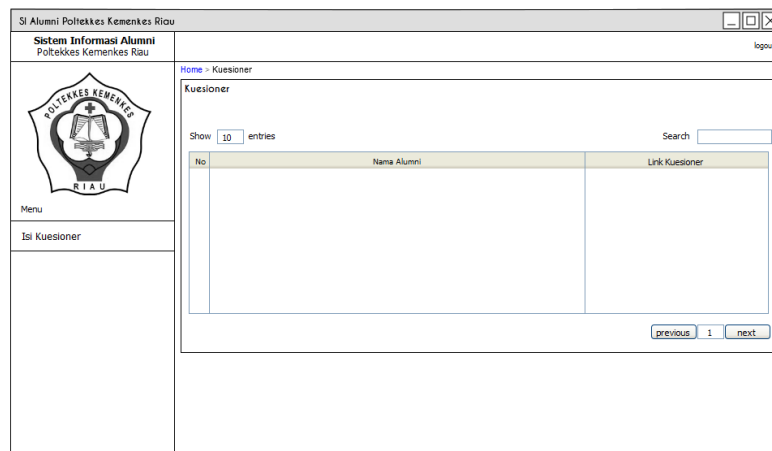 SI Alumni Poltekkes Kemenkes Riau
Sistem Informasi Alumni
Poltekkes Kemenkes Riau
logou
Home > Kuesioner
Kuesioner
POLTEKKES KEMENKES
RIAU
Show 10 entries
Search
No Nama Alumni Link Kuesioner
Menu
Isi Kuesioner
previous 1 next